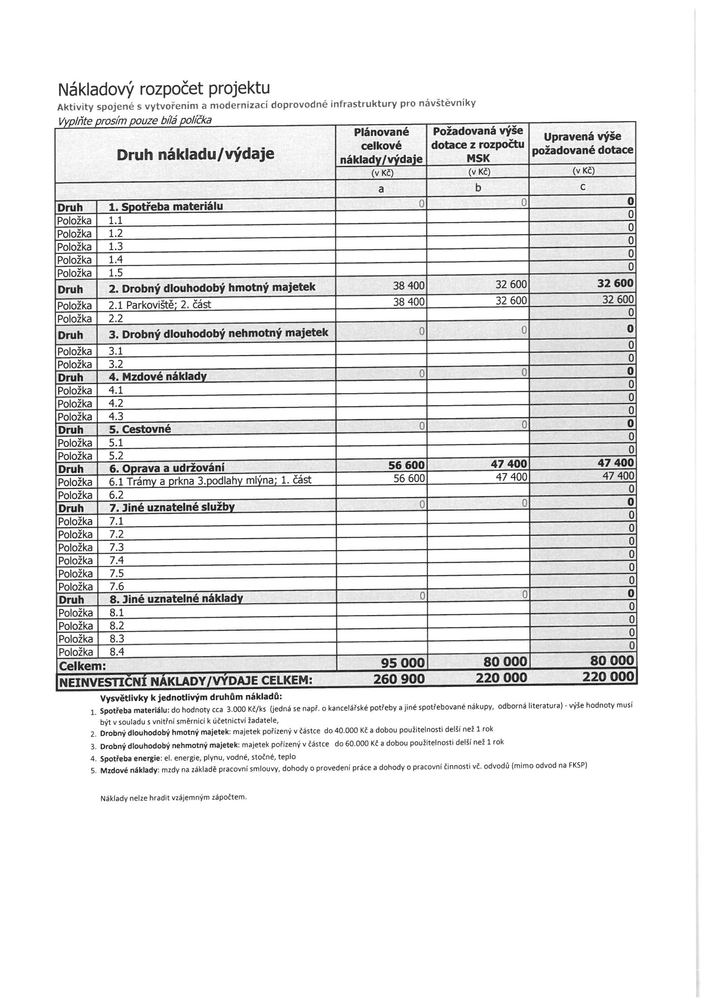 Nákladový rozpočet projektu
Aktivity spojené s vytvořením a modernizací doprovodné infrastruktury pro návštěvníky
Vyplňte prosím pouze bílá políčka
Druh nákladu/výdaje
Plánované celkové náklady/výdaje
Požadovaná výše dotace z rozpočtu MSK
Upravená výše požadované dotace
(v Kč) (v Kč) (v Kč)
a b c
Druh 1. Spotřeba materiálu 0 0 0
Položka 1.1 0
Položka 1.2 0
Položka 1.3 0
Položka 1.4 0
Položka 1.5 0
Druh 2. Drobný dlouhodobý hmotný majetek 38 400 32 600 32 600
Položka 2.1 Parkoviště; 2. část 38 400 32 600 32 600
Položka 2.2 0
Druh 3. Drobný dlouhodobý nehmotný majetek 0 0 0
Položka 3.1 0
Položka 3.2 0
Druh 4. Mzdové náklady 0 0 0
Položka 4.1 0
Položka 4.2 0
Položka 4.3 0
Druh 5. Cestovné 0 0 0
Položka 5.1 0
Položka 5.2 0
Druh 6. Oprava a udržování 56 600 47 400 47 400
Položka 6.1 Trámy a prkna 3.podlahy mlýna; 1. část 56 600 47 400 47 400
Položka 6.2 0
Druh 7. Jiné uznatelné služby 0 0 0
Položka 7.1 0
Položka 7.2 0
Položka 7.3 0
Položka 7.4 0
Položka 7.5 0
Položka 7.6 0
Druh 8. Jiné uznatelné náklady 0 0 0
Položka 8.1 0
Položka 8.2 0
Položka 8.3 0
Položka 8.4 0
Celkem: 95 000 80 000 80 000
NEINVESTIČNÍ NÁKLADY/VÝDAJE CELKEM: 260 900 220 000 220 000
Vysvětlivky k jednotlivým druhům nákladů:
1. Spotřeba materiálu: do hodnoty cca 3.000 Kč/ks (jedná se např. o kancelářské potřeby a jiné spotřebované nákupy, odborná literatura) - výše hodnoty musí
být v souladu s vnitřní směrnicí k účetnictví žadatele,
2. Drobný dlouhodobý hmotný majetek: majetek pořízený v částce do 40.000 Kč a dobou použitelnosti delší než 1 rok
3. Drobný dlouhodobý nehmotný majetek: majetek pořízený v částce do 60.000 Kč a dobou použitelnosti delší než 1 rok
4. Spotřeba energie: el. energie, plynu, vodné, stočné, teplo
5. Mzdové náklady: mzdy na základě pracovní smlouvy, dohody o provedení práce a dohody o pracovní činnosti vč. odvodů (mimo odvod na FKSP)
Náklady nelze hradit vzájemným zápočtem.